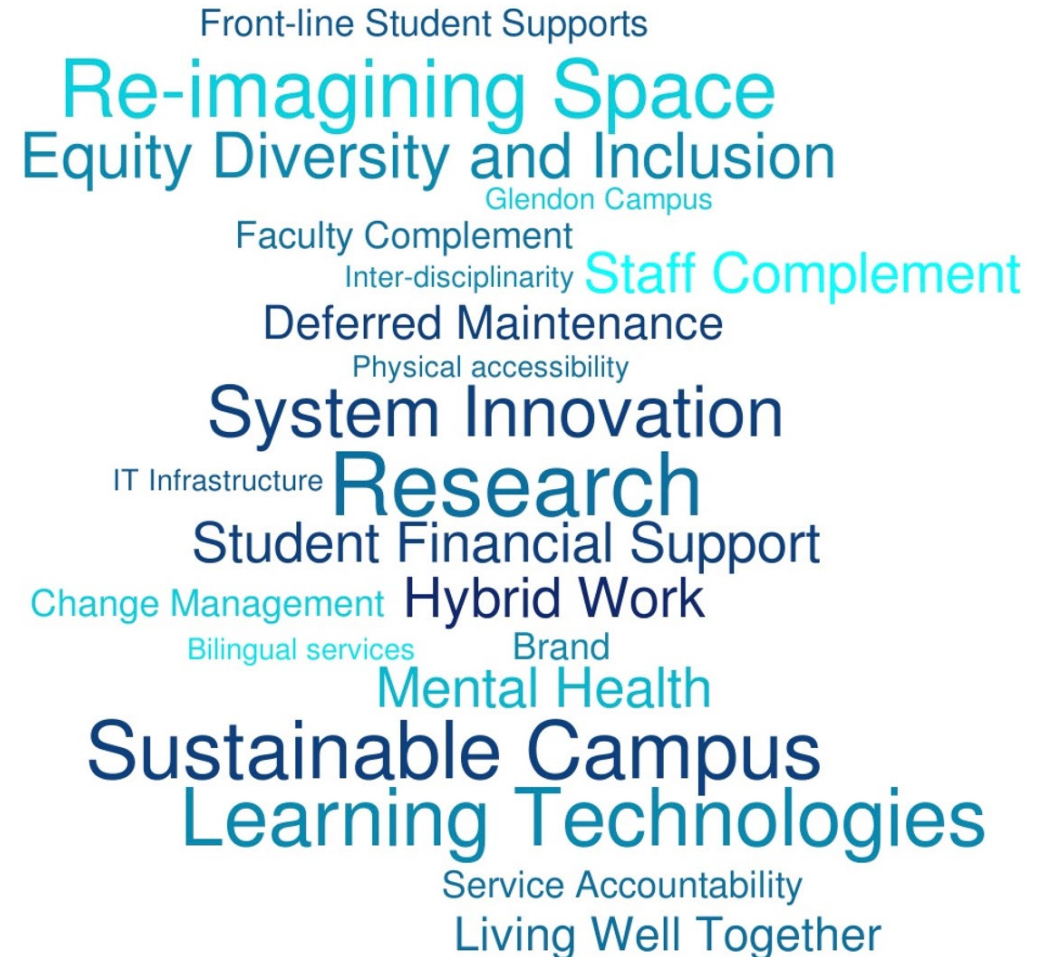 Front-line Student Supports
Re-imagining Space
Equity Diversity and Inclusion
Glendon Campus
Faculty Complement
Inter-disciplinarity Staff Complement
Deferred Maintenance
Physical accessibility
System Innovation
IT Infrastructure Research
Student Financial Support
Change Management Hybrid Work
Bilingual services Brand
Mental Health
Sustainable Campus
Learning Technologies
Service Accountability
Living Well Together